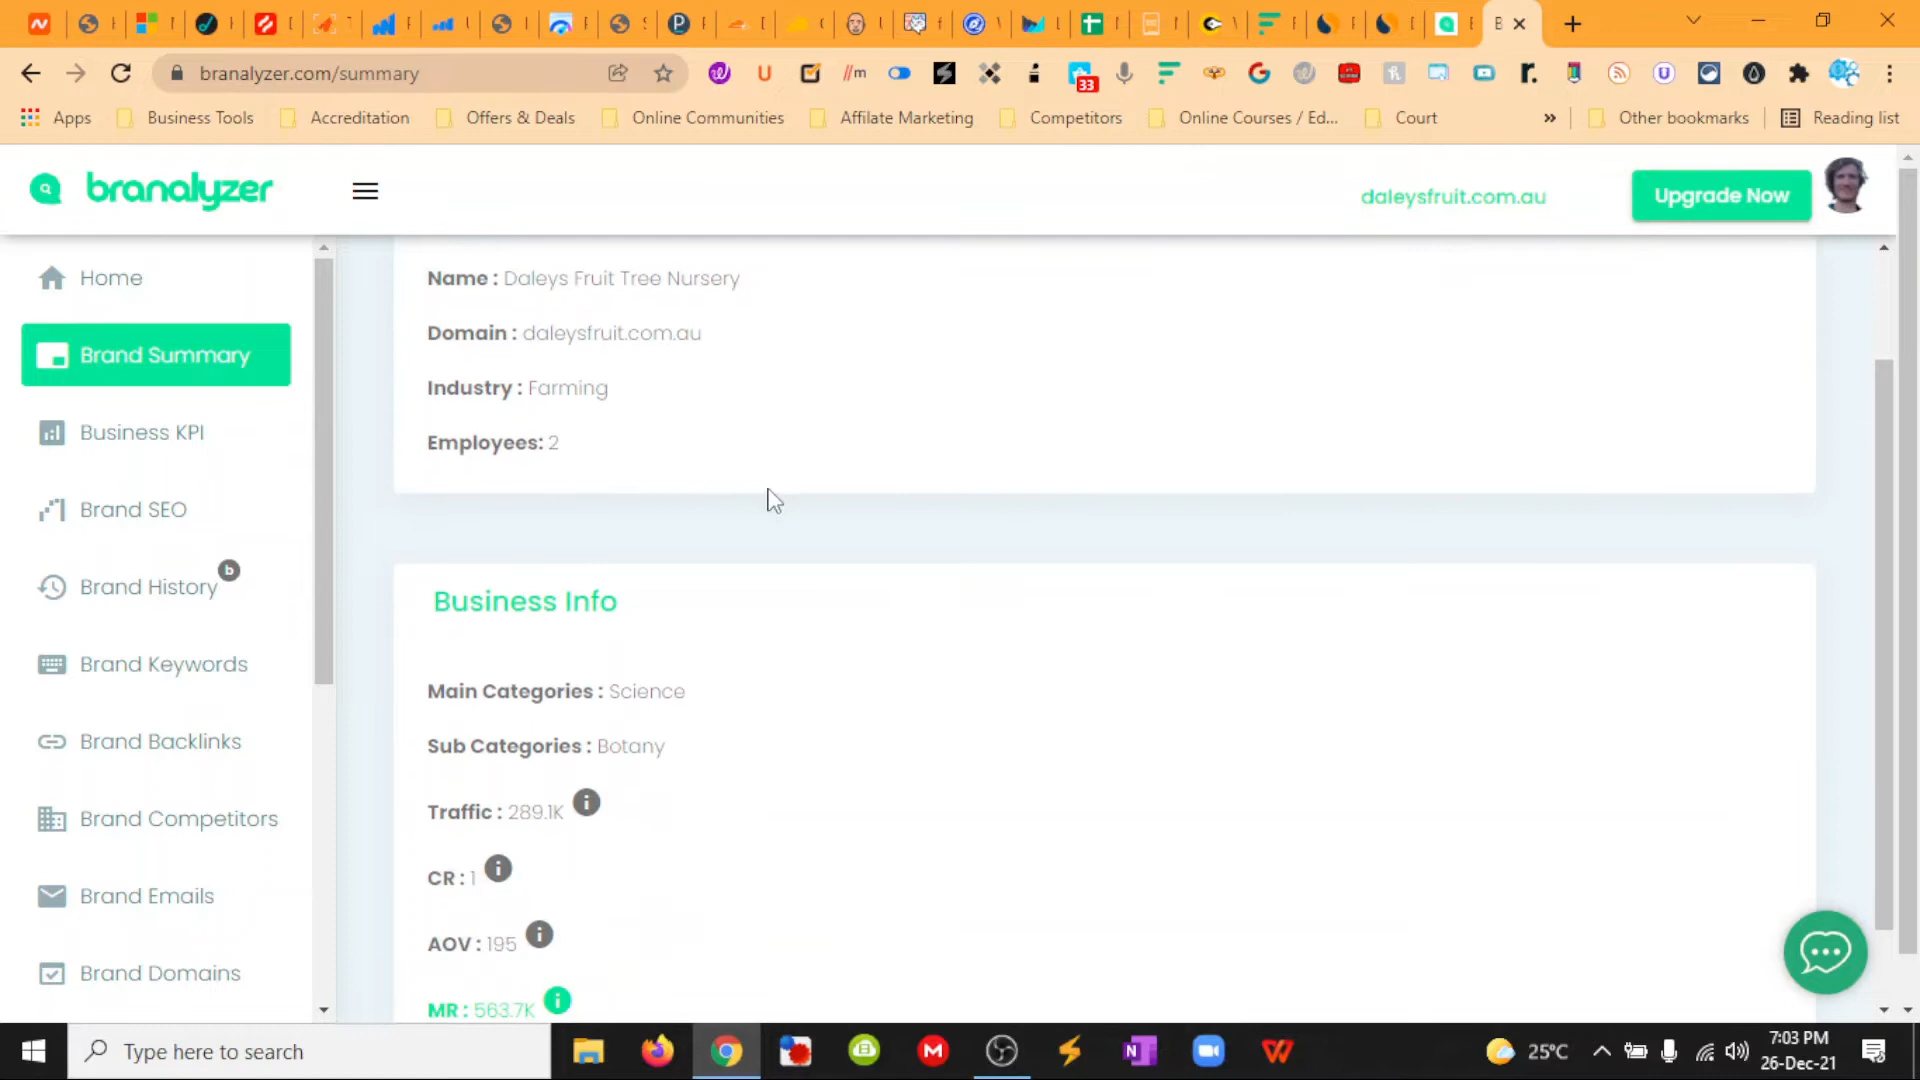 branalyzer.com/summary
33
Apps
Business Tools
Accreditation
Offers & Deals
Online Communities
Affilate Marketing
Competitors
Online Courses / Ed...
Court
»
Other bookmarks
Reading list
branalyzer
daleysfruit.com.au
Upgrade Now
Home
Brand Summary
Business KPI
Brand SEO
Brand History
b
Brand Keywords
Brand Backlinks
Brand Competitors
Brand Emails
Brand Domains
Name : Daleys Fruit Tree Nursery
Domain : daleysfruit.com.au
Industry : Farming
Employees: 2
Business Info
Main Categories : Science
Sub Categories : Botany
Traffic : 289.1K
CR : 1
AOV : 195
MR : 563.7K
Type here to search
25°C
7:03 PM
26-Dec-21